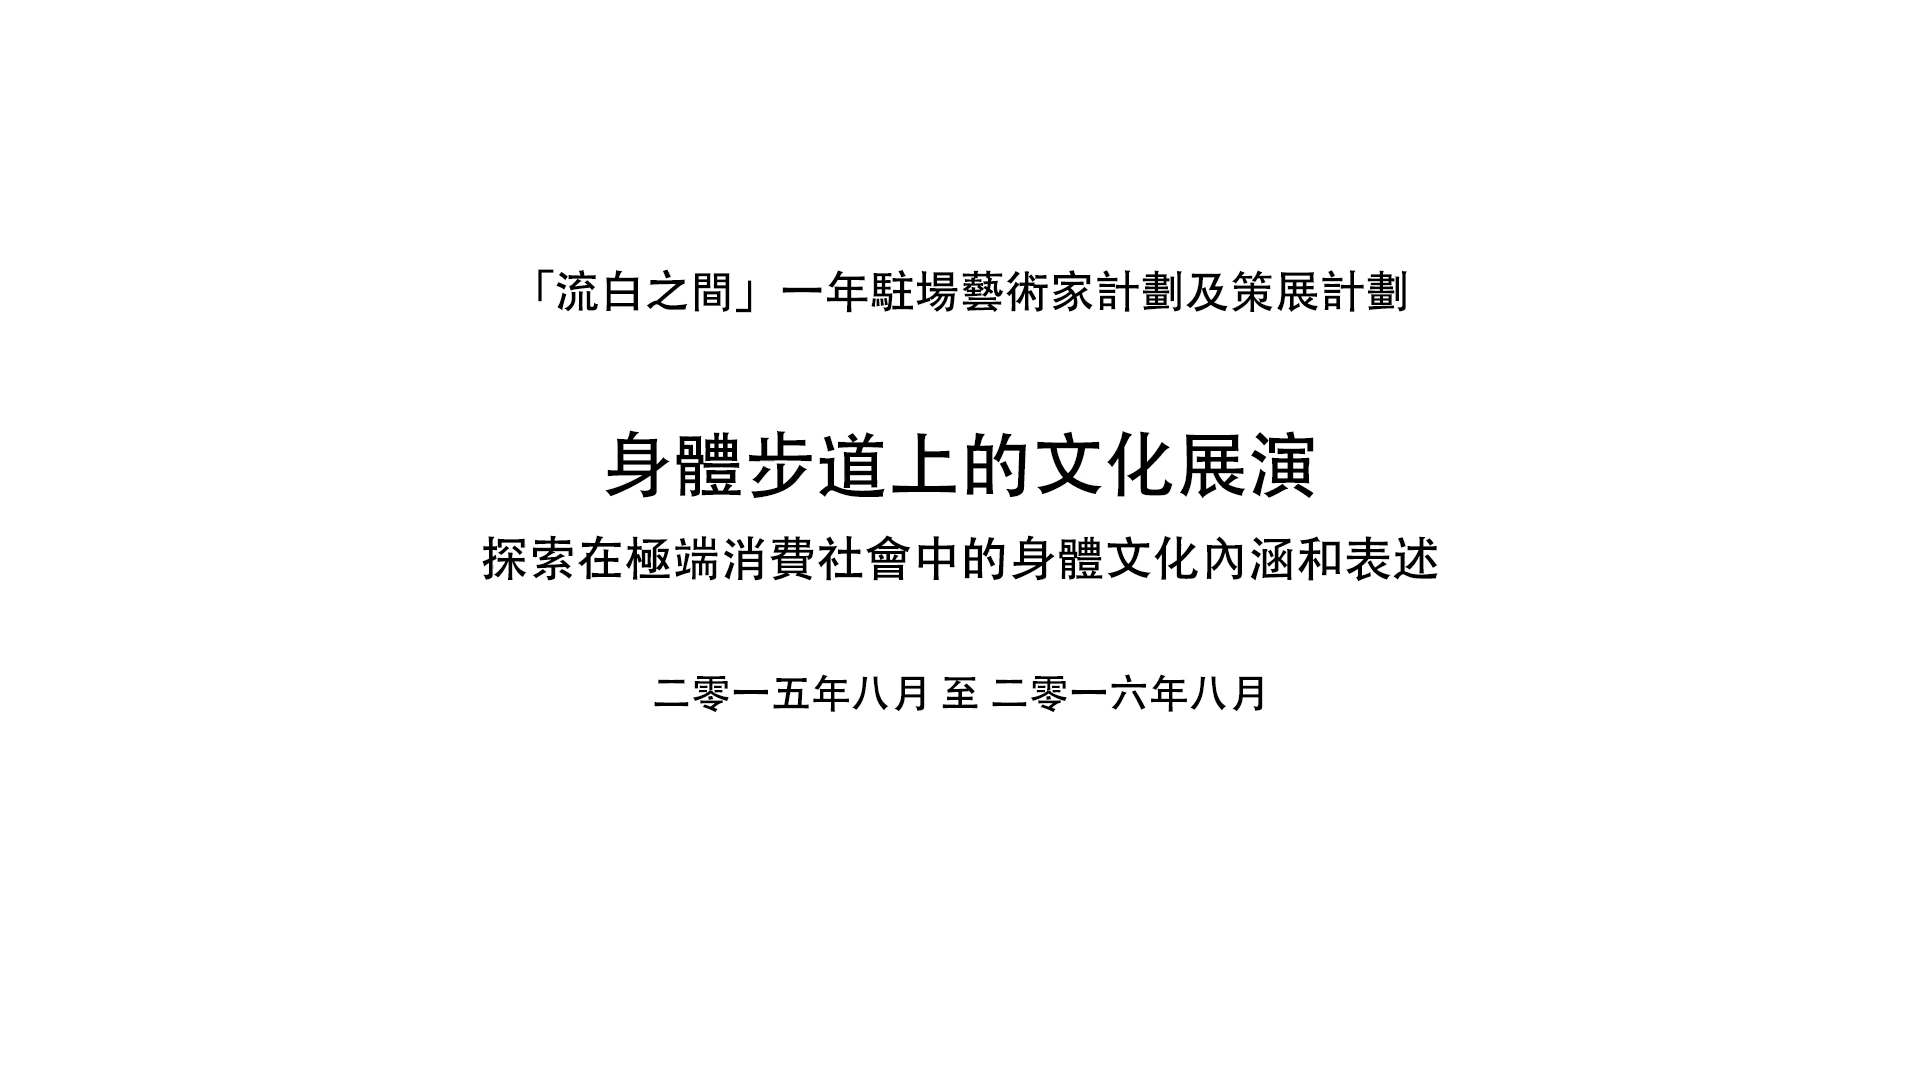 「流白之間」一年駐場藝術家計劃及策展計劃
身體步道上的文化展演
探索在極端消費社會中的身體文化內涵和表述
二零一五年八月 至 二零一六年八月